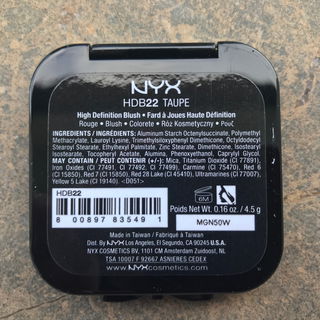 NYX
HDB22 TAUPE
High Definition Blush • Fard à Joues Haute Définition
Rouge • Blush • Colorete • Róż Kosmetyczny • Pouč
INGREDIENTS / INGRÉDIENTS: Aluminum Starch Octenylsuccinate, Polymethyl
Methacrylate, Lauroyl Lysine, Trimethylsiloxyphenyl Dimethicone, Octyldodecyl
Stearoyl Stearate, Ethylhexyl Palmitate, Zinc Stearate, Dimethicone, Isostearyl
Isostearate, Tocopheryl Acetate, Alumina, Phenoxyethanol, Caprylyl Glycol.
MAY CONTAIN / PEUT CONTENIR (+/-): Mica, Titanium Dioxide (CI 77891),
Iron Oxides (CI 77491, CI 77492, CI 77499), Carmine (CI 75470), Red 6
(CI 15850), Red 7 (CI 15850), Red 28 Lake (CI 45410), Ultramarines (CI 77007),
Yellow 5 Lake (CI 19140) <D051>
HDB22
8 00897 83549 1
6M
Poids Net Wt. 0.16 oz. / 4.5 g
MGN50W
Made in Taiwan / Fabriqué à Taiwan
Dist. By NYX Los Angeles, El Segundo, CA 90245 U.S.A.
NYX COSMETICS BV, 1101 CM Amsterdam Zuidoost, NL
TSA 10007 F 92667 ASNIERES CEDEX
www.nyxcosmetics.com